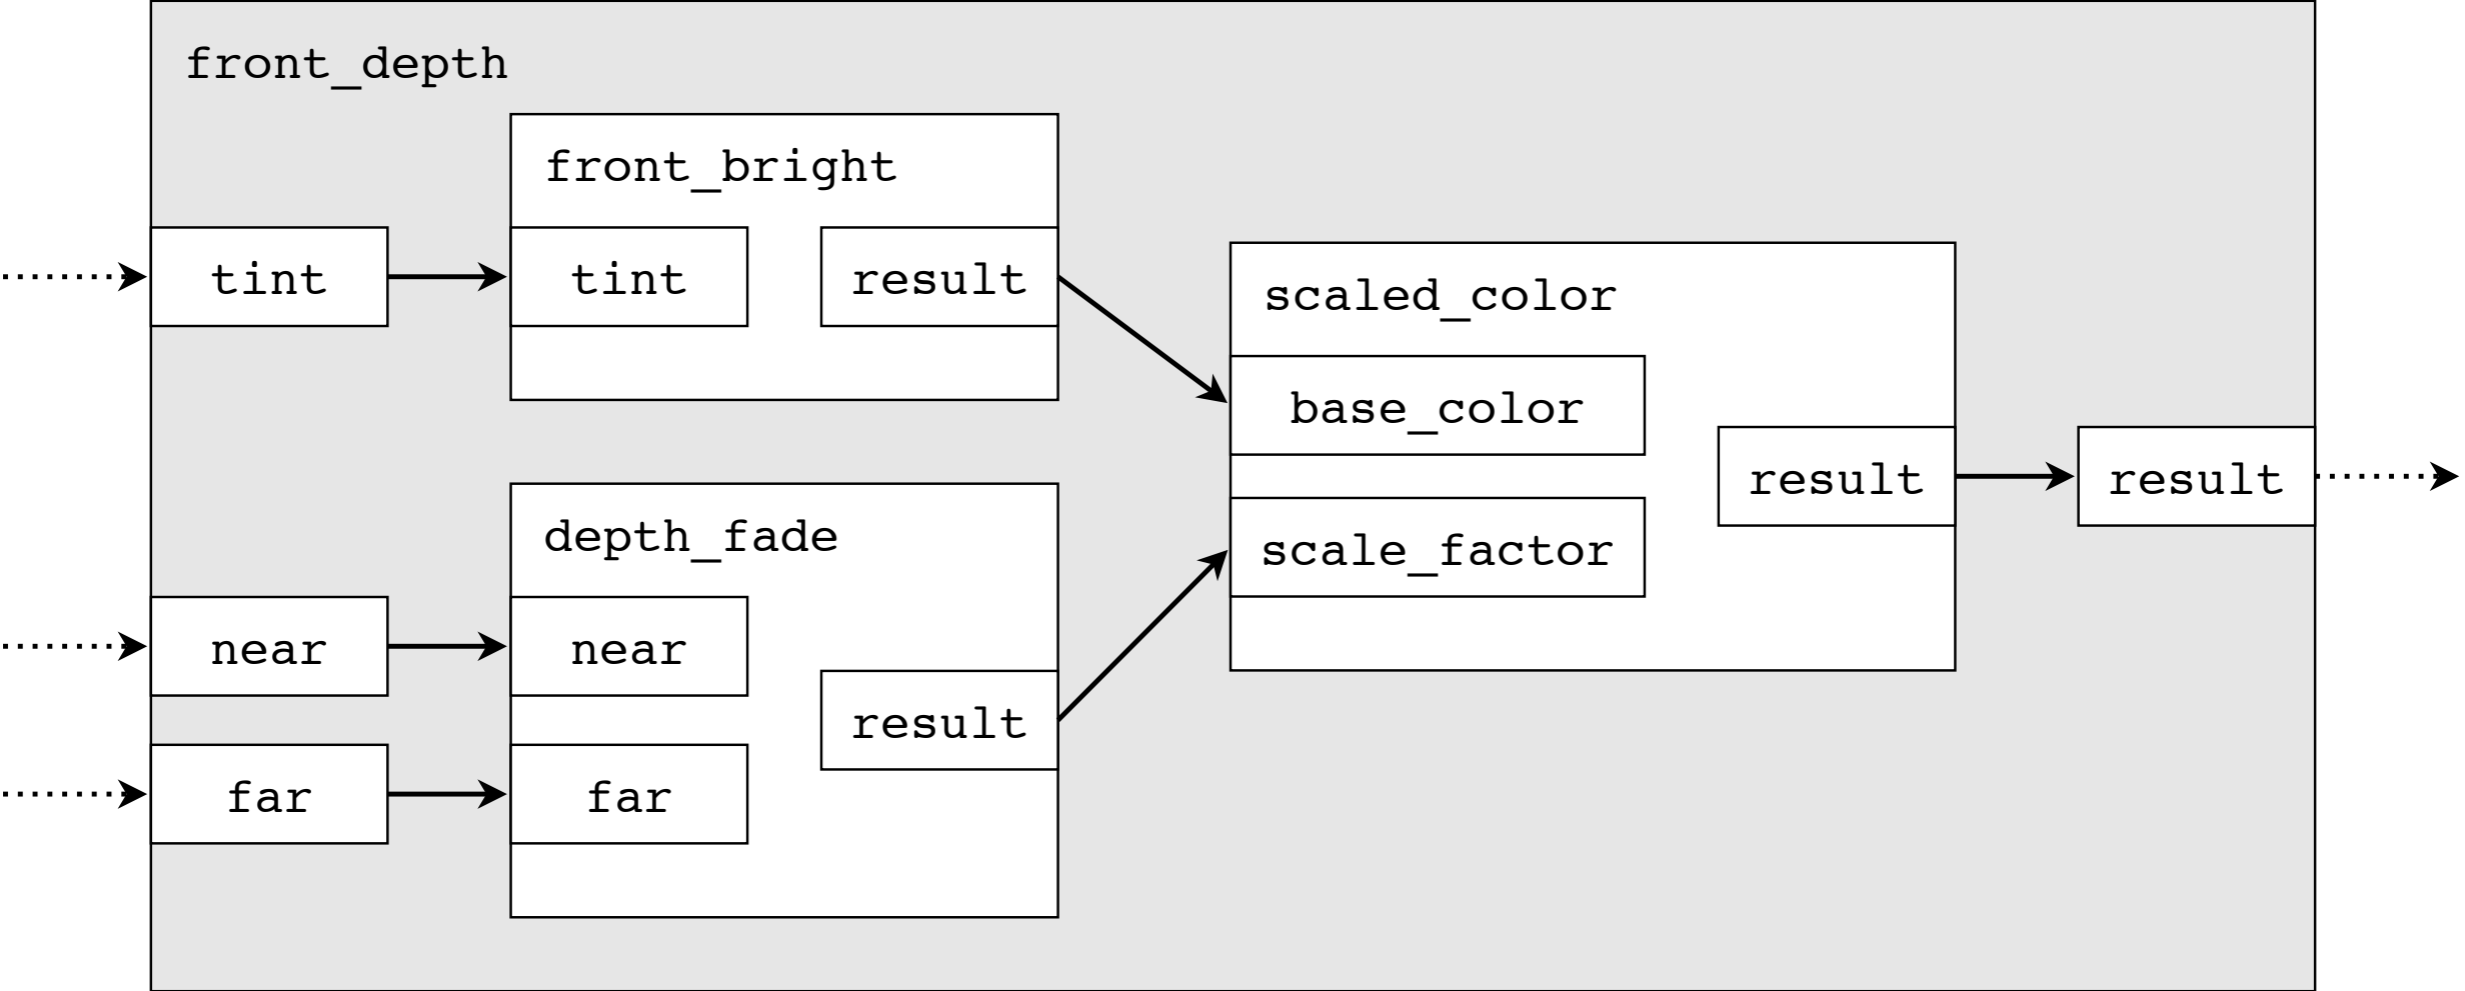 front_depth
front_bright
tint
tint
result
scaled_color
base_color
scale_factor
result
result
depth_fade
near
near
result
far
far